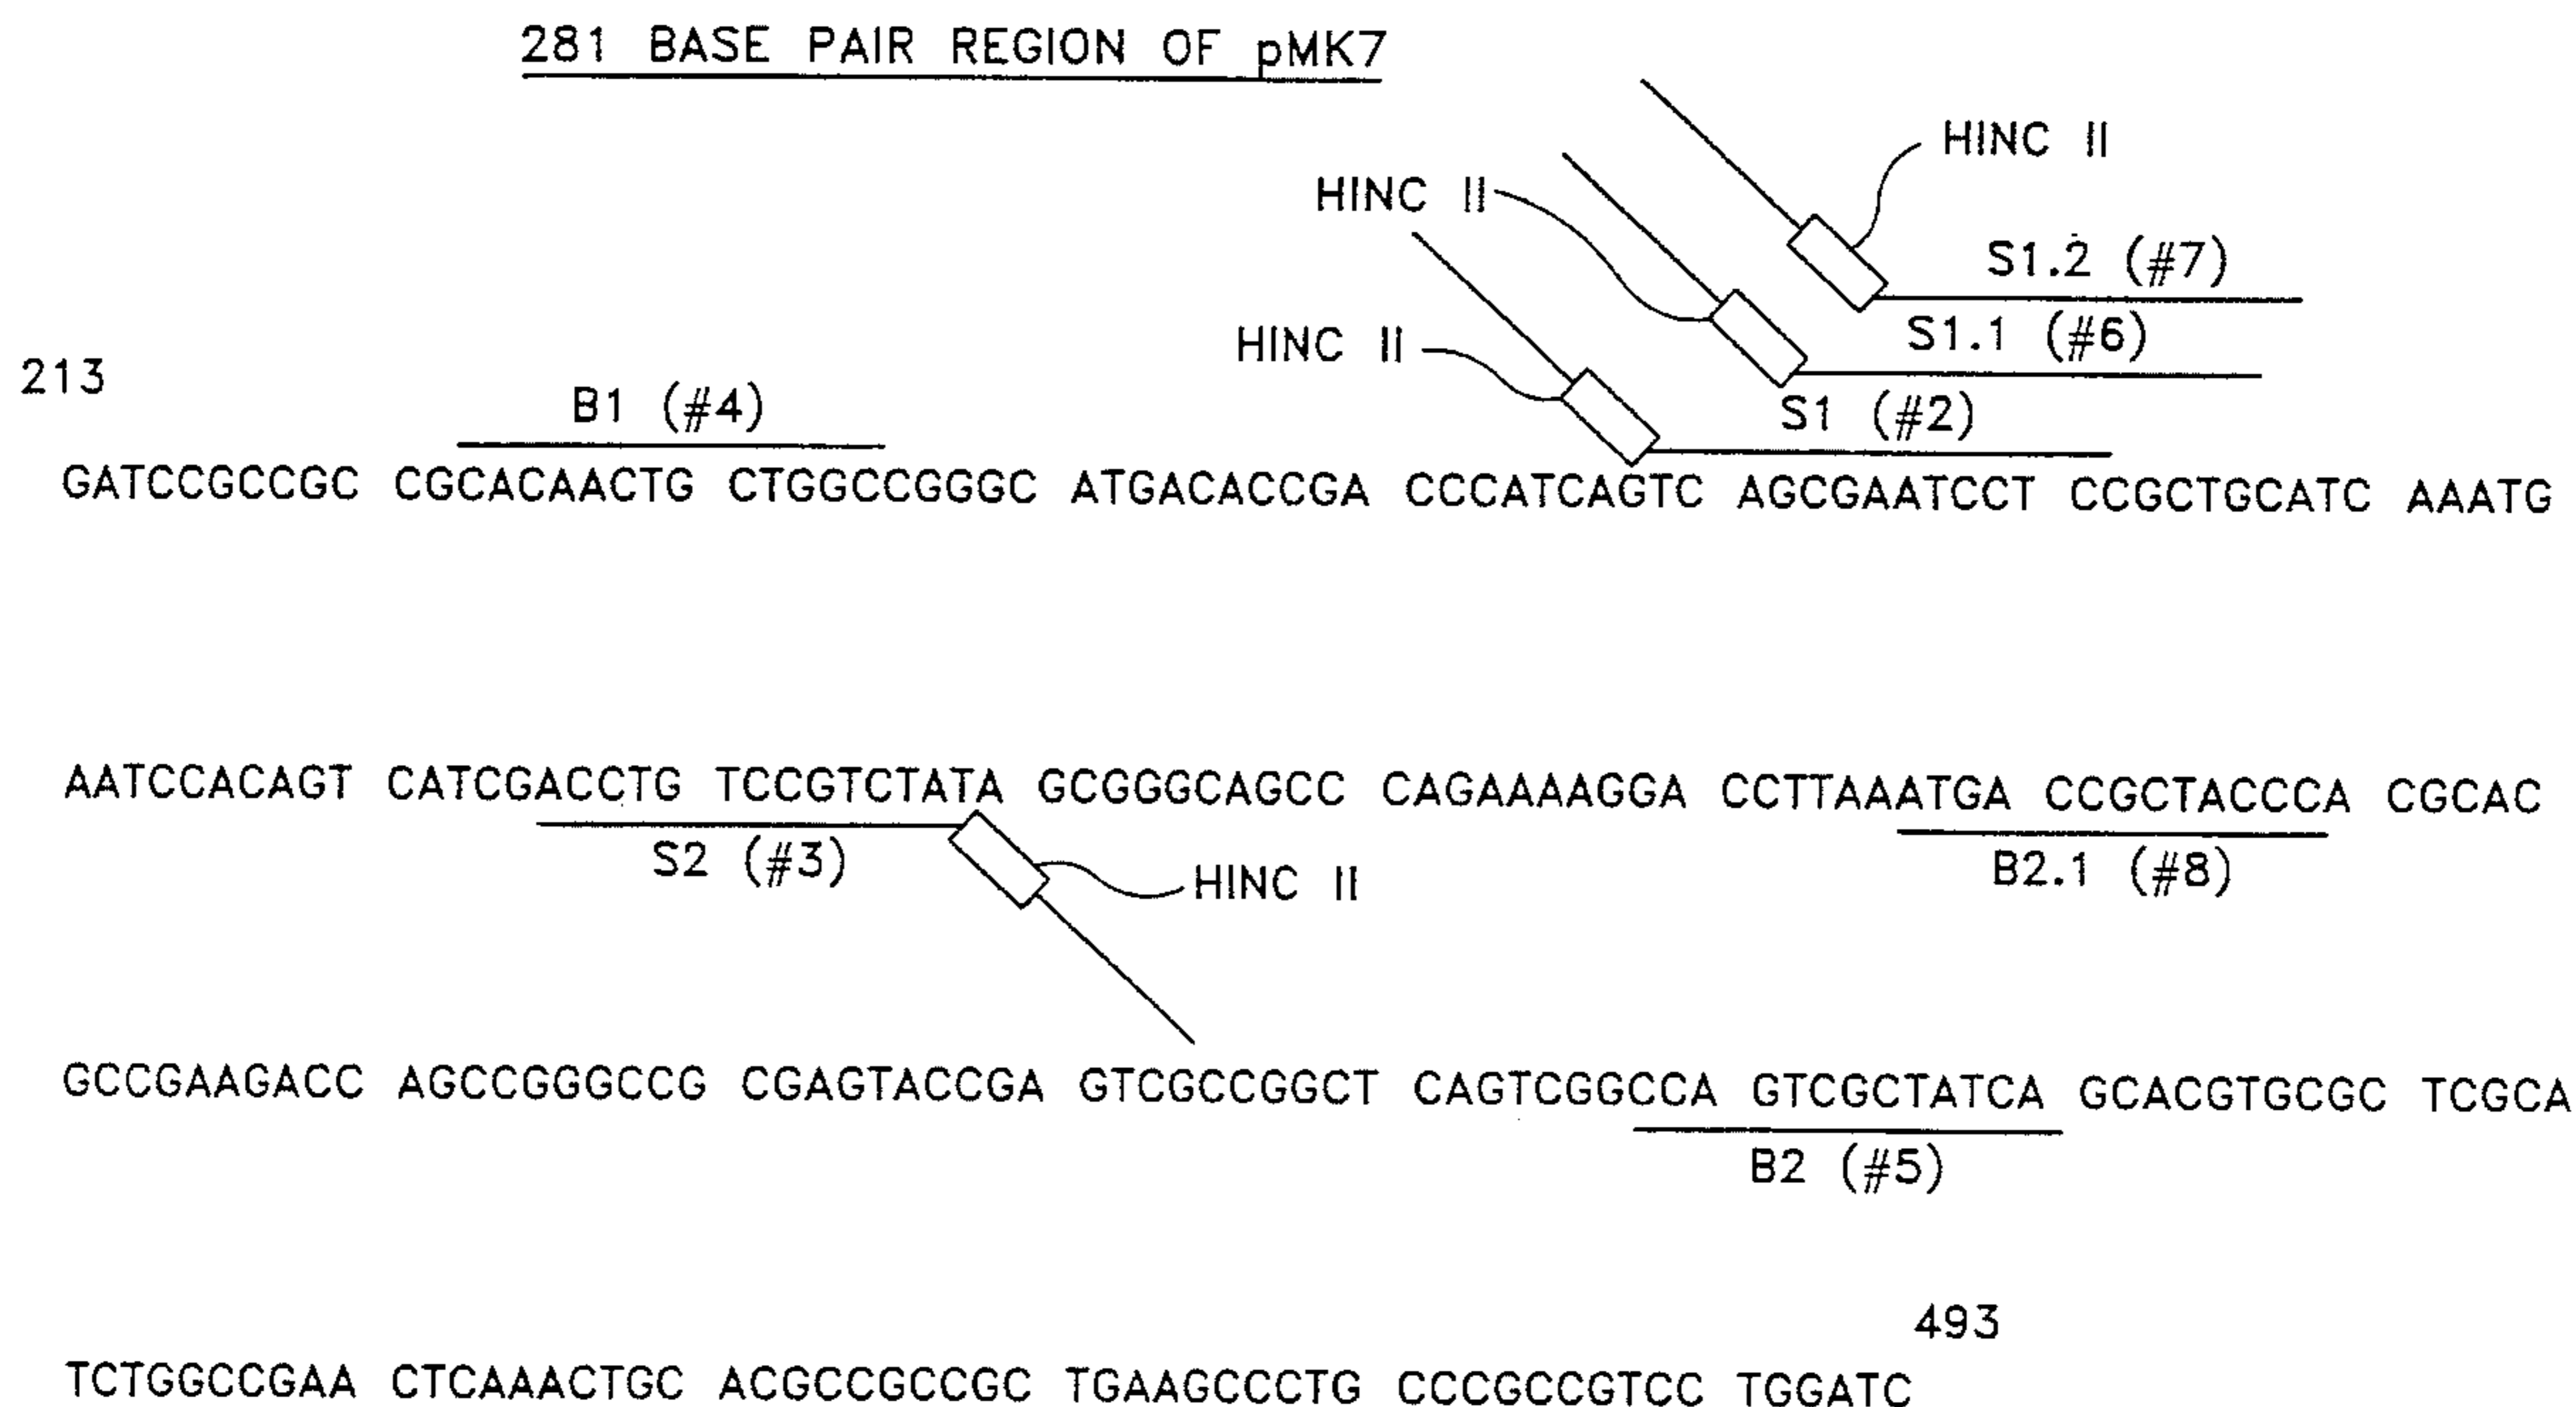 281 BASE PAIR REGION OF pMK7
HINC II
HINC II
S1.2 (#7)
HINC II
S1.1 (#6)
213
B1 (#4)
S1 (#2)
GATCCGCCGC CGCACAACTG CTGGCCGGGC ATGACACCGA CCCATCAGTC AGCGAATCCT CCGCTGCATC AAATG
AATCCACAGT CATCGACCTG TCCGTCTATA GCGGGCAGCC CAGAAAAGGA CCTTAAATGA CCGCTACCCA CGCAC
S2 (#3)
HINC II
B2.1 (#8)
GCCGAAGACC AGCCGGGCCG CGAGTACCGA GTCGCCGGCT CAGTCGGCCA GTCGCTATCA GCACGTGCGC TCGCA
B2 (#5)
493
TCTGGCCGAA CTCAAACTGC ACGCCGCCGC TGAAGCCCTG CCCGCCGTCC TGGATC